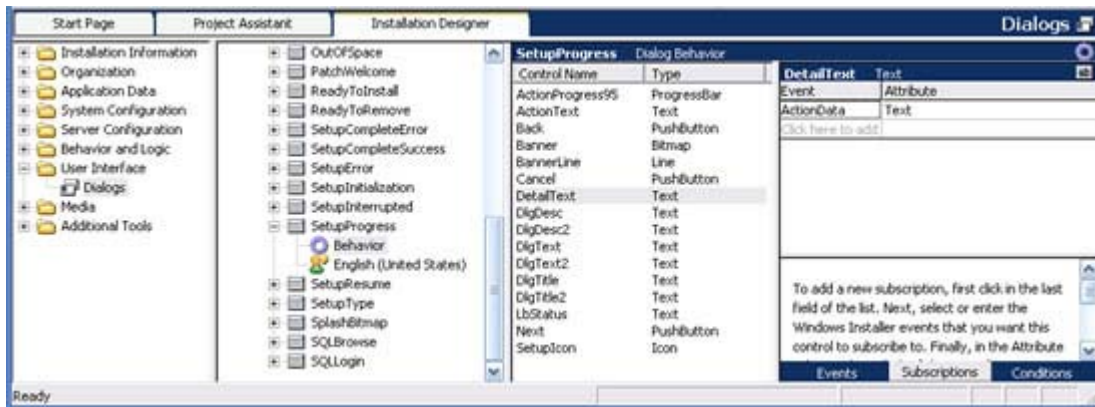 Start Page
Project Assistant
Installation Designer
Dialogs
Installation Information
Organization
Application Data
System Configuration
Server Configuration
Behavior and Logic
User Interface
Dialogs
Media
Additional Tools
OutOfSpace
PatchWelcome
ReadyToInstall
ReadyToRemove
SetupCompleteError
SetupCompleteSuccess
SetupError
SetupInitialization
SetupInterrupted
SetupProgress
Behavior
English (United States)
SetupResume
SetupType
SplashBitmap
SQLBrowse
SQLLogin
SetupProgress Dialog Behavior
Control Name Type
ActionProgress95 ProgressBar
ActionText Text
Back PushButton
Banner Bitmap
BannerLine Line
Cancel PushButton
DetailText Text
DlgDesc Text
DlgDesc2 Text
DlgText Text
DlgText2 Text
DlgTitle Text
DlgTitle2 Text
LbStatus Text
Next PushButton
SetupIcon Icon
DetailText Text
Event Attribute
ActionData Text
Click here to add
To add a new subscription, first click in the last
field of the list. Next, select or enter the
Windows Installer events that you want this
control to subscribe to. Finally, in the Attribute
Events Subscriptions Conditions
Ready